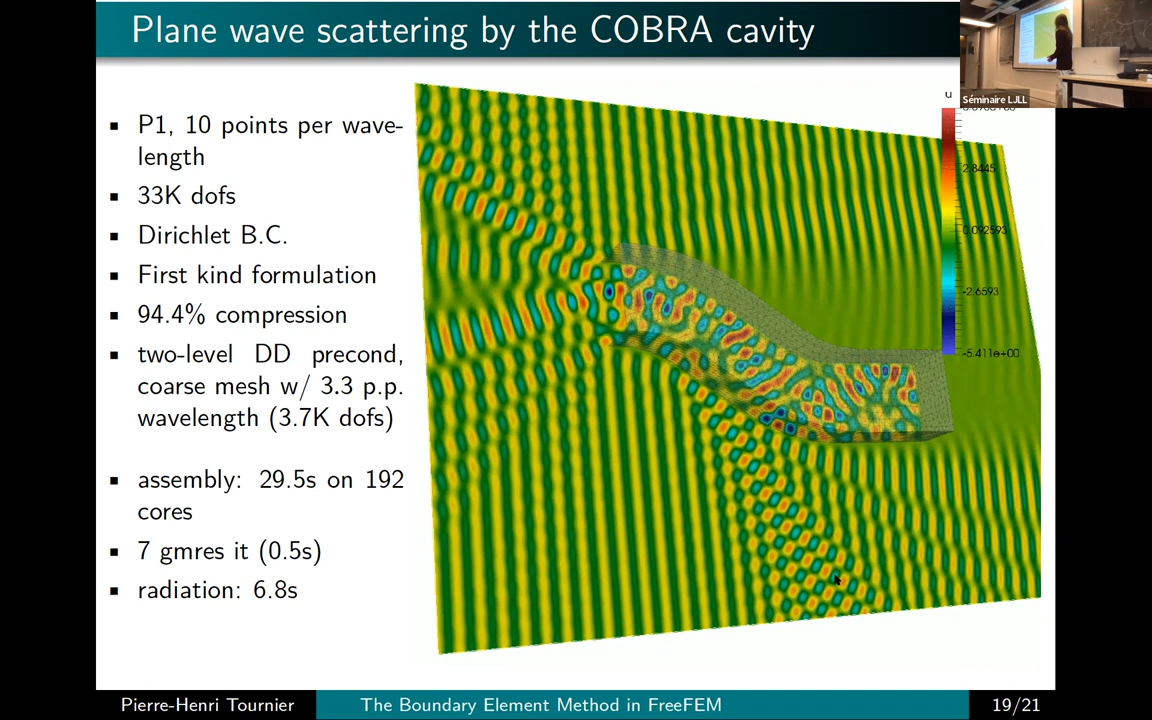 Plane wave scattering by the COBRA cavity
▪ P1, 10 points per wave-
length
▪ 33K dofs
▪ Dirichlet B.C.
▪ First kind formulation
▪ 94.4% compression
▪ two-level DD precond,
coarse mesh w/ 3.3 p.p.
wavelength (3.7K dofs)
▪ assembly: 29.5s on 192
cores
▪ 7 gmres it (0.5s)
▪ radiation: 6.8s
Séminaire LJLL
u
2.8445
0.092593
-2.6593
-5.411e+00
Pierre-Henri Tournier
The Boundary Element Method in FreeFEM
19/21